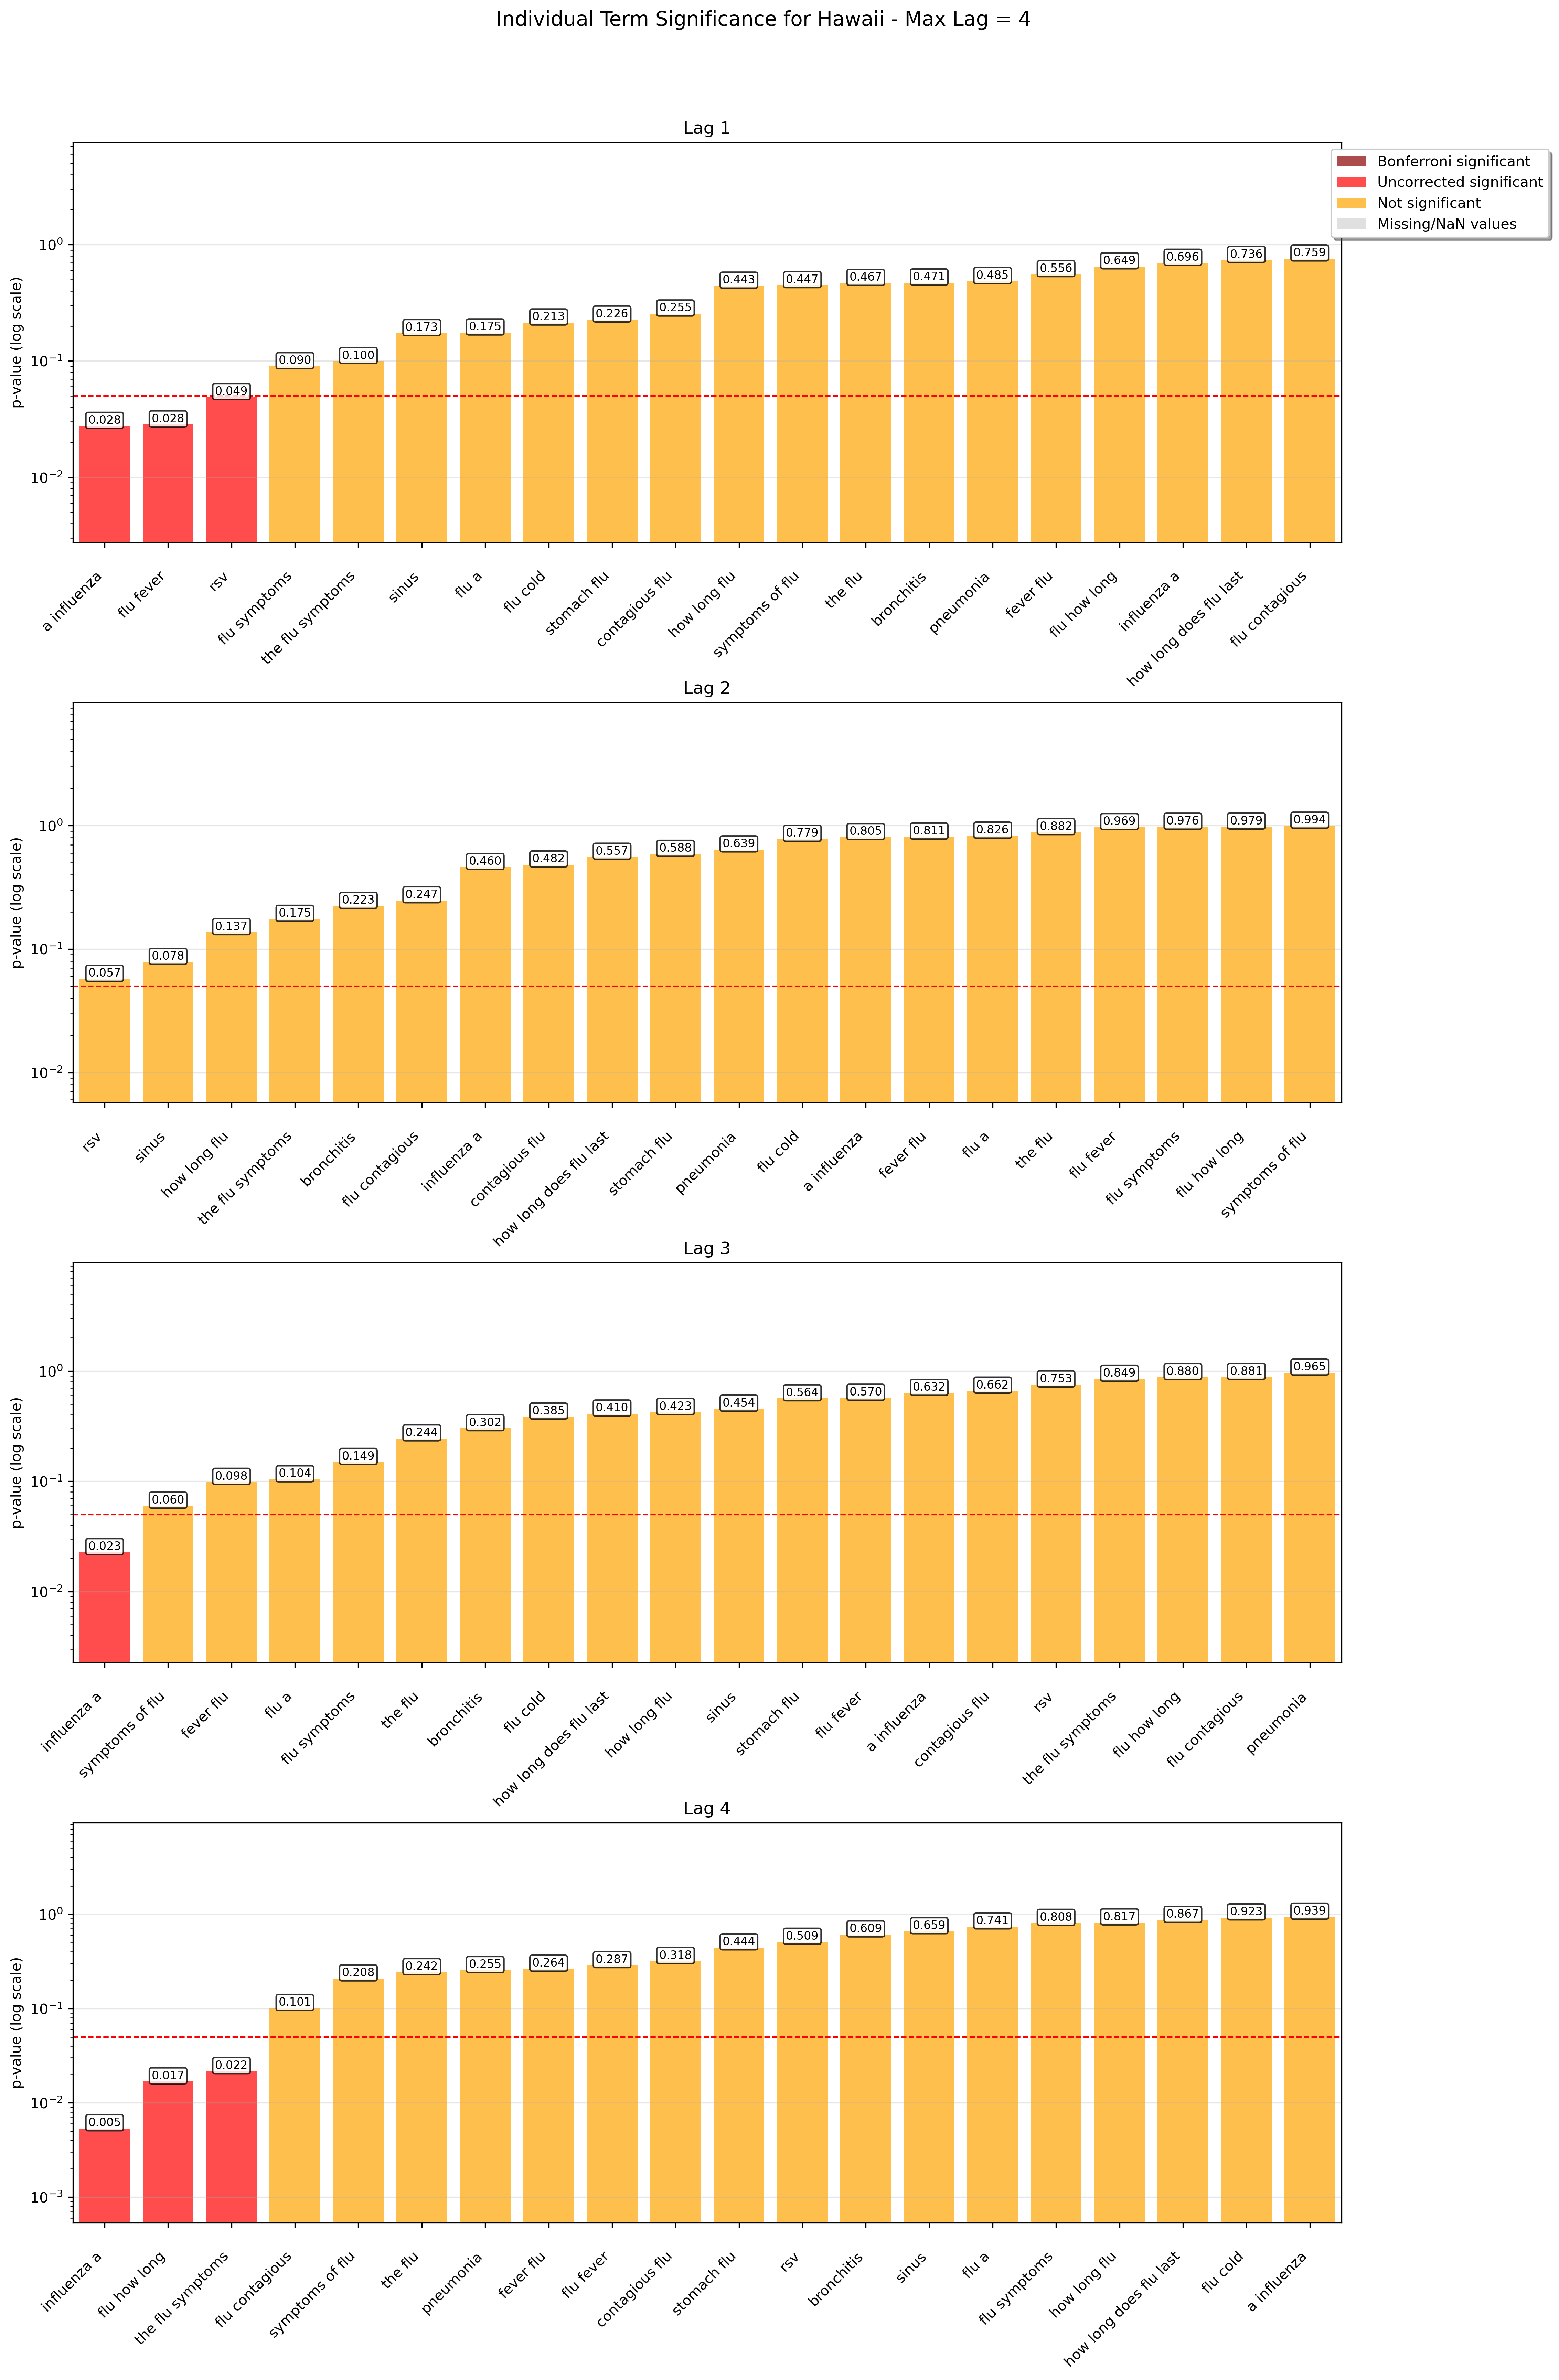 Individual Term Significance for Hawaii - Max Lag = 4
Lag 1
Bonferroni significant
Uncorrected significant
Not significant
Missing/NaN values
p-value (log scale)
10⁰
10⁻¹
10⁻²
0.028 0.028 0.049 0.090 0.100 0.173 0.175 0.213 0.226 0.255 0.443 0.447 0.467 0.471 0.485 0.556 0.649 0.696 0.736 0.759
a influenza
flu fever
rsv
flu symptoms
the flu symptoms
sinus
flu a
flu cold
stomach flu
contagious flu
how long flu
symptoms of flu
the flu
bronchitis
pneumonia
fever flu
flu how long
influenza a
how long does flu last
flu contagious
Lag 2
p-value (log scale)
10⁰
10⁻¹
10⁻²
0.057 0.078 0.137 0.175 0.223 0.247 0.460 0.482 0.557 0.588 0.639 0.779 0.805 0.811 0.826 0.882 0.969 0.976 0.979 0.994
rsv
sinus
how long flu
the flu symptoms
bronchitis
flu contagious
influenza a
contagious flu
how long does flu last
stomach flu
pneumonia
flu cold
a influenza
fever flu
flu a
the flu
flu fever
flu symptoms
flu how long
symptoms of flu
Lag 3
p-value (log scale)
10⁰
10⁻¹
10⁻²
0.023 0.060 0.098 0.104 0.149 0.244 0.302 0.385 0.410 0.423 0.454 0.564 0.570 0.632 0.662 0.753 0.849 0.880 0.881 0.965
influenza a
symptoms of flu
fever flu
flu a
flu symptoms
the flu
bronchitis
flu cold
how long does flu last
how long flu
sinus
stomach flu
flu fever
a influenza
contagious flu
rsv
the flu symptoms
flu how long
flu contagious
pneumonia
Lag 4
p-value (log scale)
10⁰
10⁻¹
10⁻²
10⁻³
0.005 0.017 0.022 0.101 0.208 0.242 0.255 0.264 0.287 0.318 0.444 0.509 0.609 0.659 0.741 0.808 0.817 0.867 0.923 0.939
influenza a
flu how long
the flu symptoms
flu contagious
symptoms of flu
the flu
pneumonia
fever flu
flu fever
contagious flu
stomach flu
rsv
bronchitis
sinus
flu a
flu symptoms
how long flu
how long does flu last
flu cold
a influenza